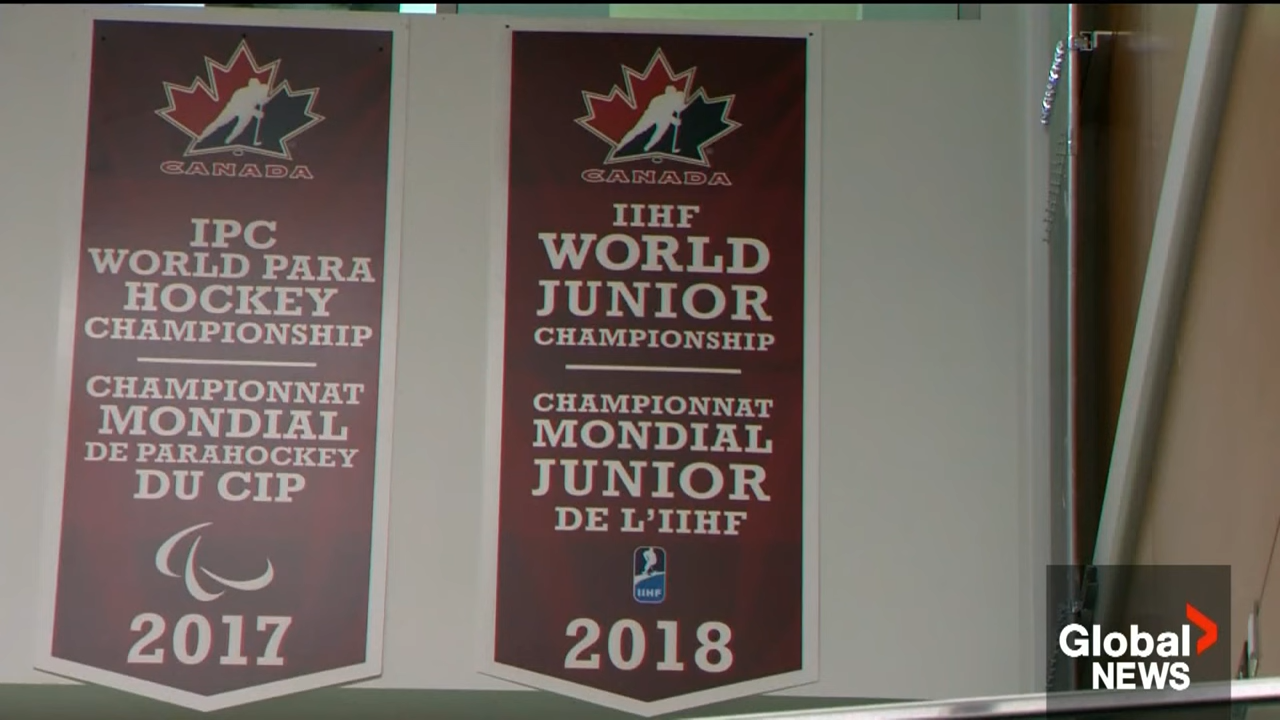 CANADA
IPC
WORLD PARA
HOCKEY
CHAMPIONSHIP
CHAMPIONNAT
MONDIAL
DE PARAHOCKEY
DU CIP
2017
CANADA
IIHF
WORLD
JUNIOR
CHAMPIONSHIP
CHAMPIONNAT
MONDIAL
JUNIOR
DE L'IIHF
IIHF
2018
Global
NEWS